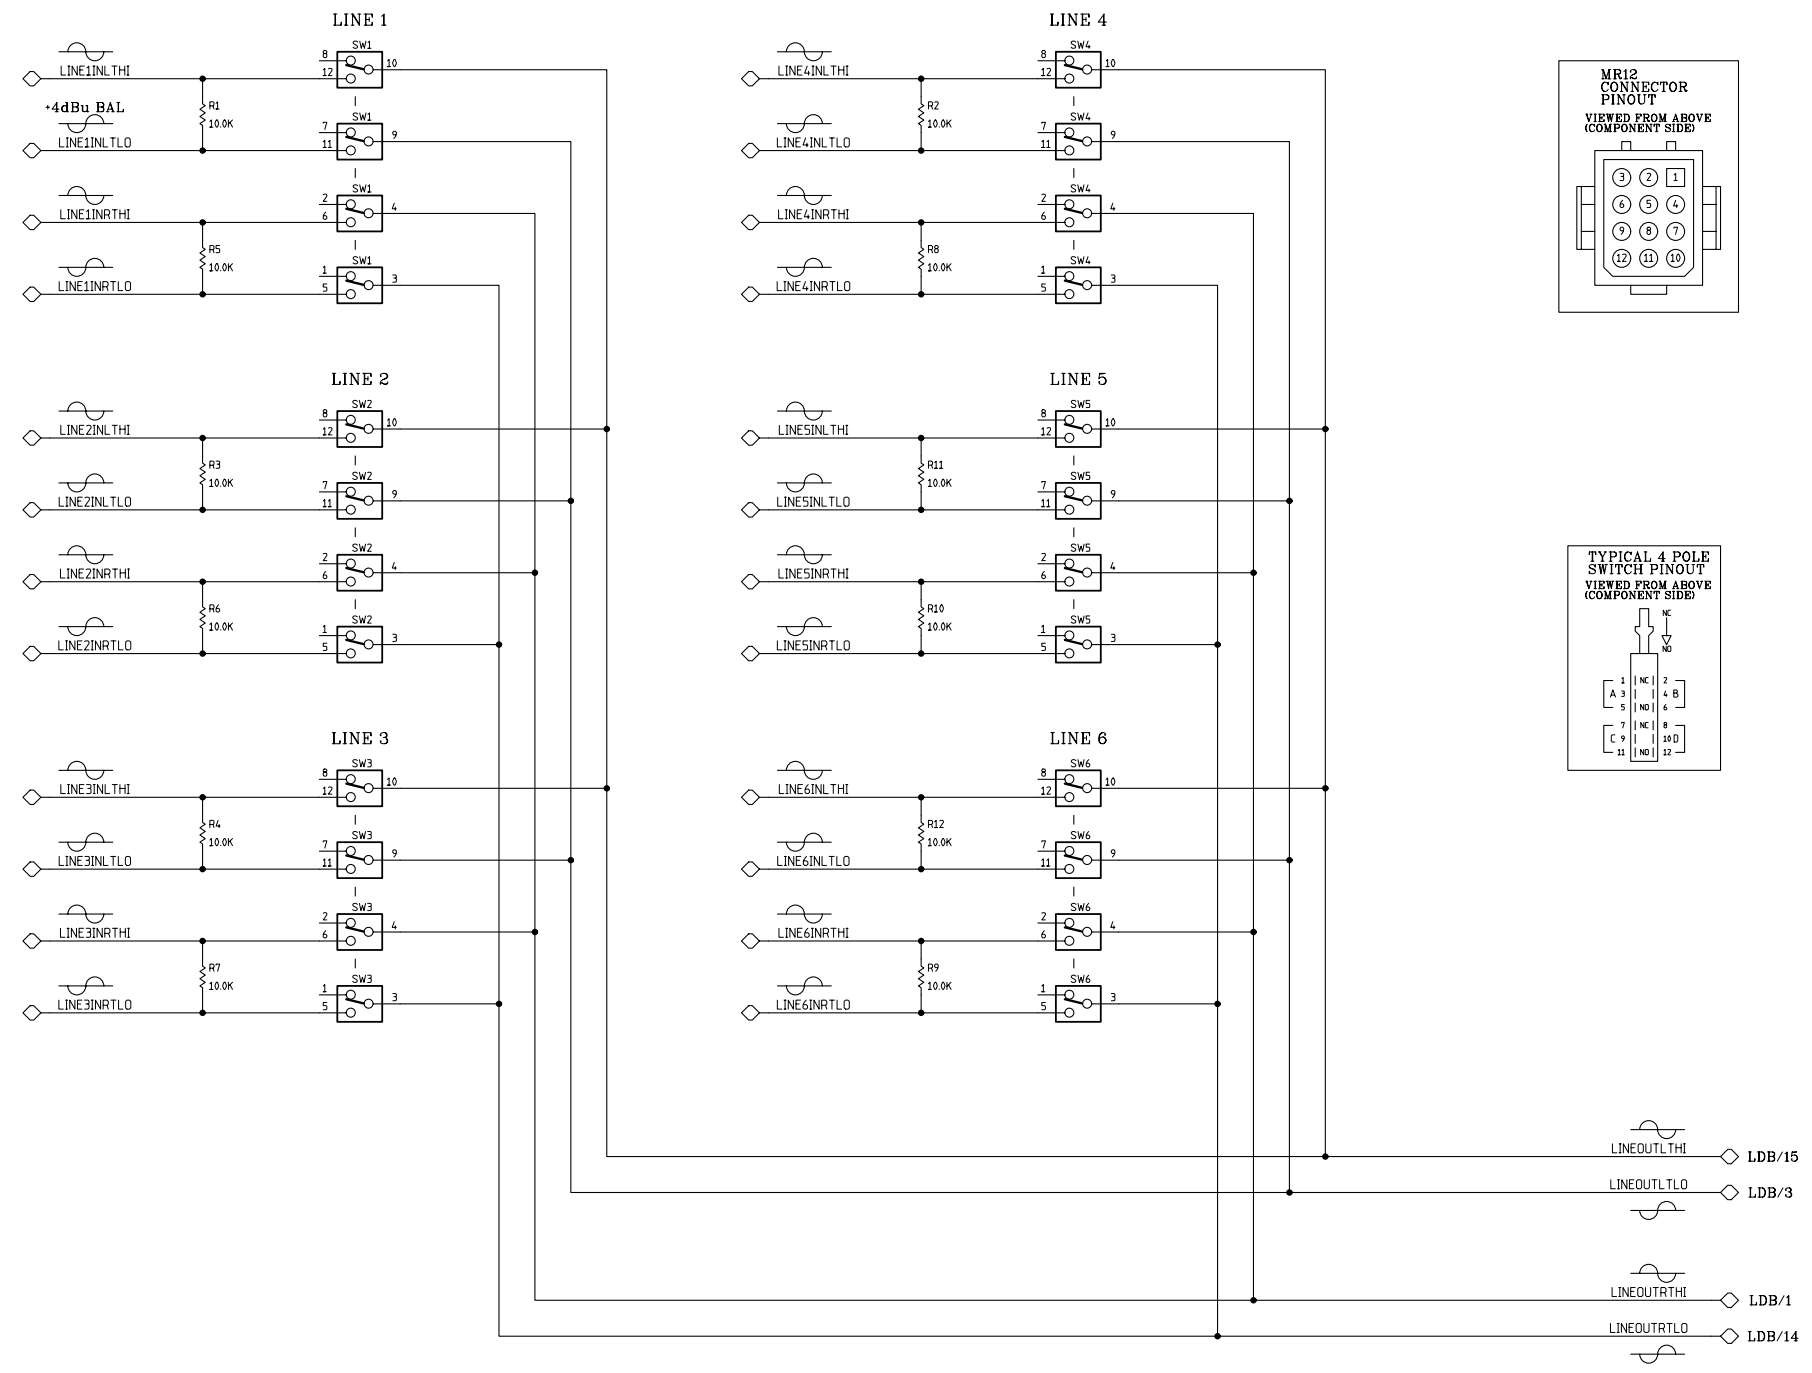 LINE 1
SW1
8
12
10
LINE1INLTHI
R1
10.0K
+4dBu BAL
SW1
7
11
9
LINE1INLTLO
SW1
2
6
4
LINE1INRTHI
R5
10.0K
SW1
1
5
3
LINE1INRTLO
LINE 2
SW2
8
12
10
LINE2INLTHI
R3
10.0K
SW2
7
11
9
LINE2INLTLO
SW2
2
6
4
LINE2INRTHI
R6
10.0K
SW2
1
5
3
LINE2INRTLO
LINE 3
SW3
8
12
10
LINE3INLTHI
R4
10.0K
SW3
7
11
9
LINE3INLTLO
SW3
2
6
4
LINE3INRTHI
R7
10.0K
SW3
1
5
3
LINE3INRTLO
LINE 4
SW4
8
12
10
LINE4INLTHI
R2
10.0K
SW4
7
11
9
LINE4INLTLO
SW4
2
6
4
LINE4INRTHI
R8
10.0K
SW4
1
5
3
LINE4INRTLO
LINE 5
SW5
8
12
10
LINE5INLTHI
R11
10.0K
SW5
7
11
9
LINE5INLTLO
SW5
2
6
4
LINE5INRTHI
R10
10.0K
SW5
1
5
3
LINE5INRTLO
LINE 6
SW6
8
12
10
LINE6INLTHI
R12
10.0K
SW6
7
11
9
LINE6INLTLO
SW6
2
6
4
LINE6INRTHI
R9
10.0K
SW6
1
5
3
LINE6INRTLO
MR12
CONNECTOR
PINOUT
VIEWED FROM ABOVE
(COMPONENT SIDE)
3 2 1
6 5 4
9 8 7
12 11 10
TYPICAL 4 POLE
SWITCH PINOUT
VIEWED FROM ABOVE
(COMPONENT SIDE)
NC
NO
1 NC 2
A 3 4 B
5 NO 6
7 NC 8
C 9 10 D
11 NO 12
LINEOUTLTHI LDB/15
LINEOUTLTLO LDB/3
LINEOUTRTHI LDB/1
LINEOUTRTLO LDB/14